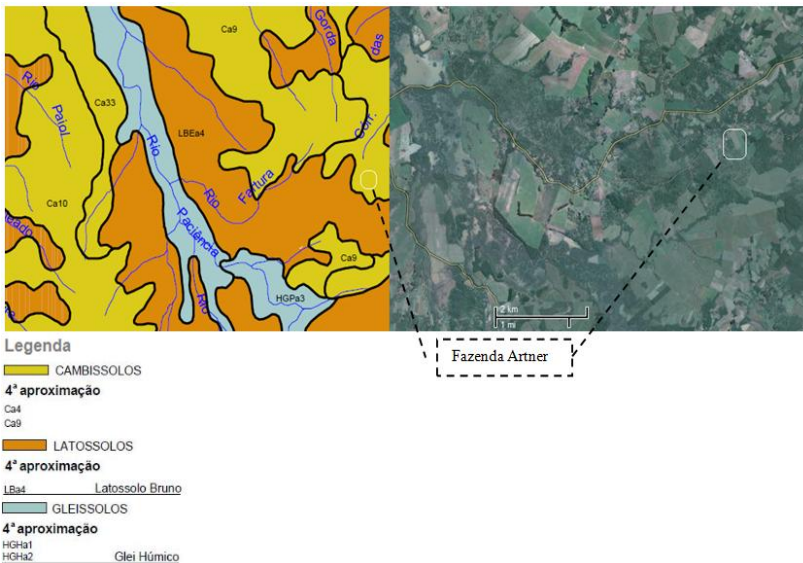 Ca9
Gorda
das
Rio
Paiol
Ca33
Córr.
LBEa4
Rio
Rio
Fartura
Ca10
Paciência
Ca9
HGPa3
Rio
2 km
1 mi
Fazenda Artner
Legenda
CAMBISSOLOS
4ª aproximação
Ca4
Ca9
LATOSSOLOS
4ª aproximação
LBa4 Latossolo Bruno
GLEISSOLOS
4ª aproximação
HGHa1
HGHa2 Glei Húmico